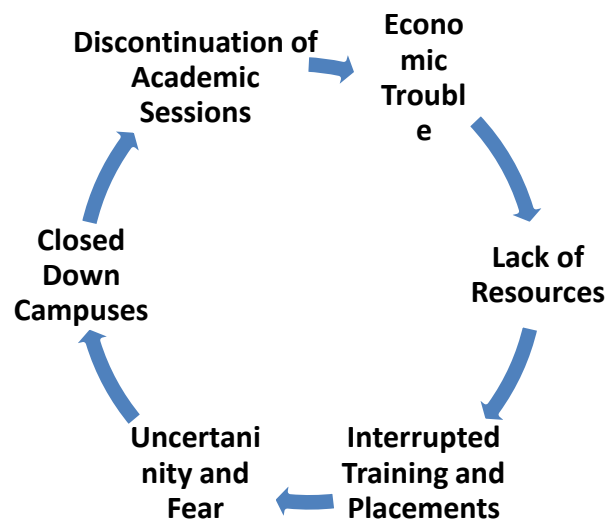 Discontinuation of
Academic
Sessions
Econo
mic
Troubl
e
Lack of
Resources
Interrupted
Training and
Placements
Uncertani
nity and
Fear
Closed
Down
Campuses